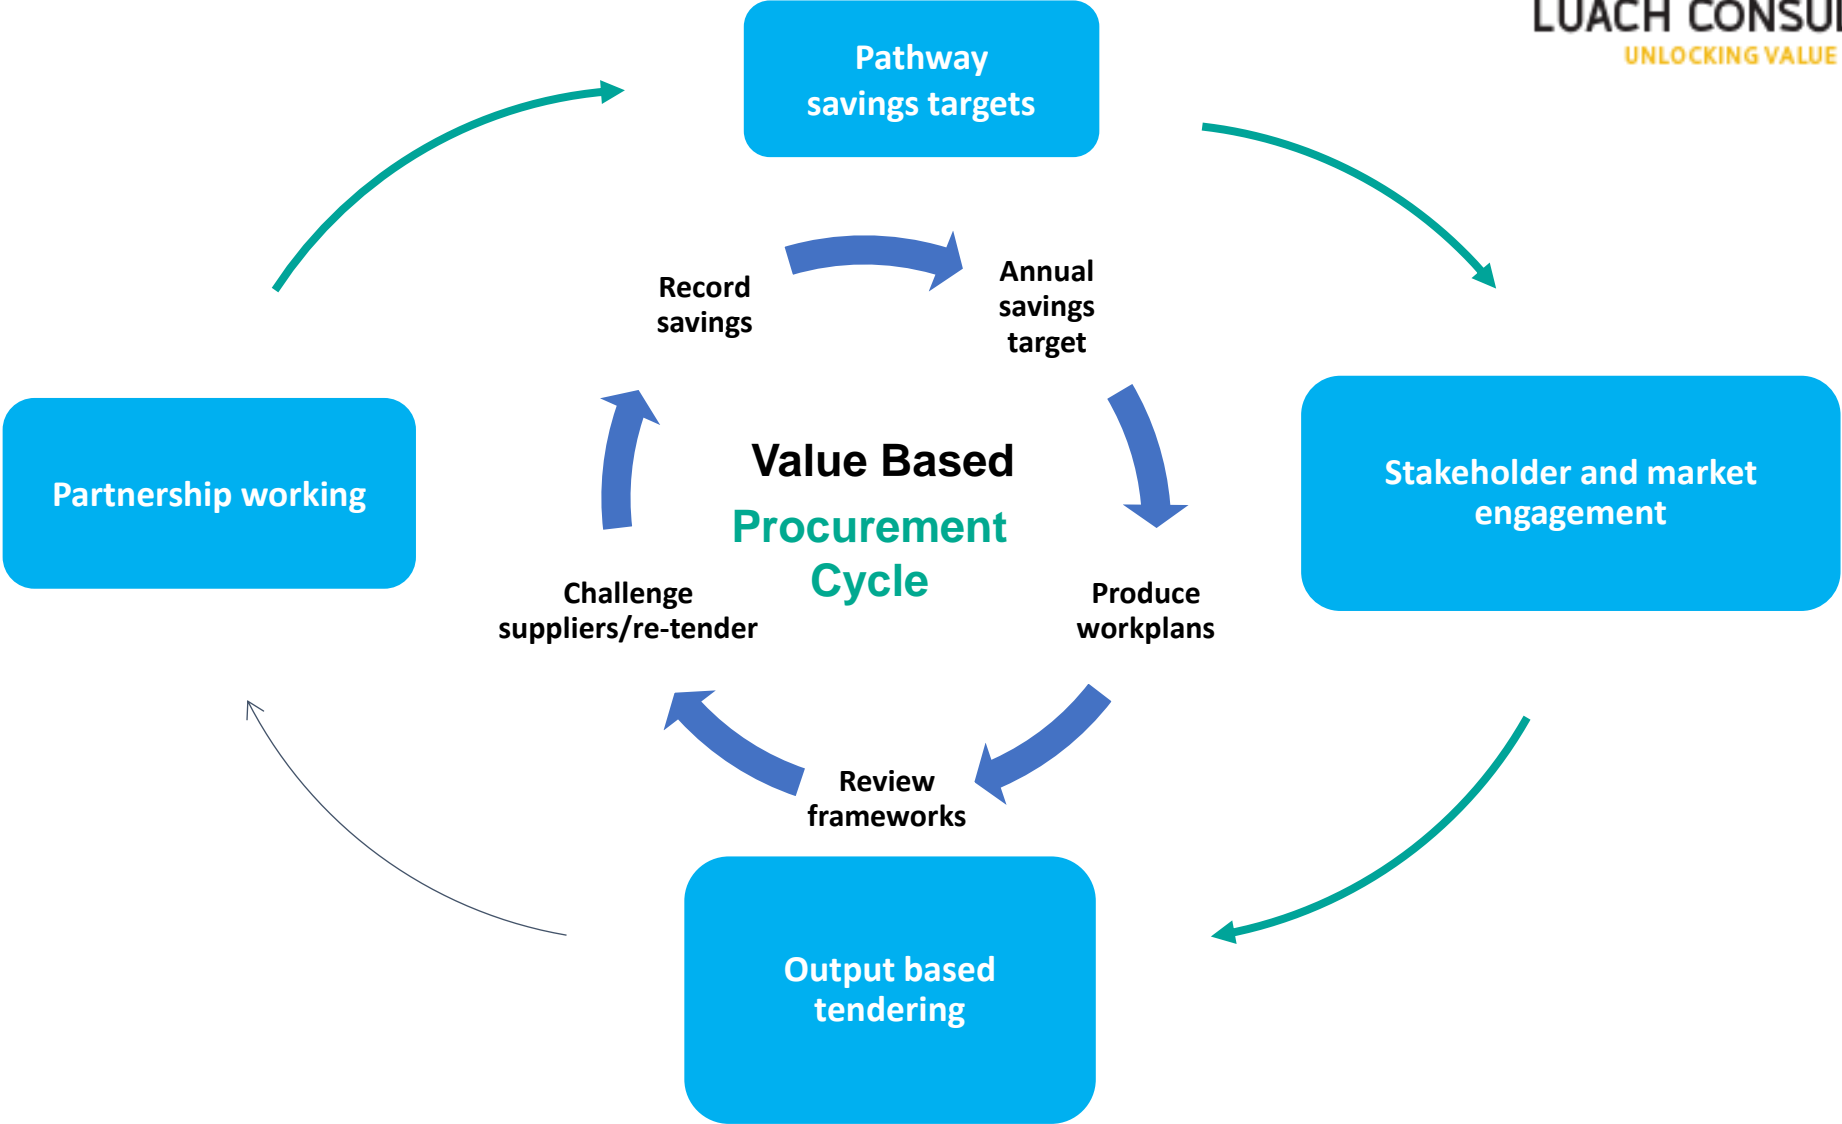 LUACH CONSUL
UNLOCKING VALUE
Pathway
savings targets
Record
savings
Annual
savings
target
Partnership working
Value Based
Procurement
Cycle
Stakeholder and market
engagement
Challenge
suppliers/re-tender
Produce
workplans
Review
frameworks
Output based
tendering